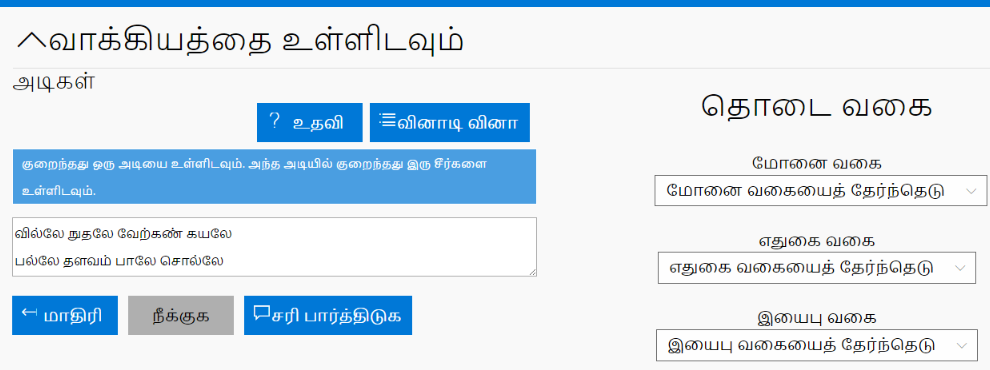 வாக்கியத்தை உள்ளிடவும்
அடிகள்
? உதவி
வினாடி வினா
குறைந்தது ஒரு அடியை உள்ளிடவும். அந்த அடியில் குறைந்தது இரு சீர்களை
உள்ளிடவும்.
வில்லே நுதலே வேற்கண் கயலே
பல்லே தளவம் பாலே சொல்லே
மாதிரி
நீக்குக
சரி பார்த்திடுக
தொடை வகை
மோனை வகை
மோனை வகையைத் தேர்ந்தெடு
எதுகை வகை
எதுகை வகையைத் தேர்ந்தெடு
இயைபு வகை
இயைபு வகையைத் தேர்ந்தெடு